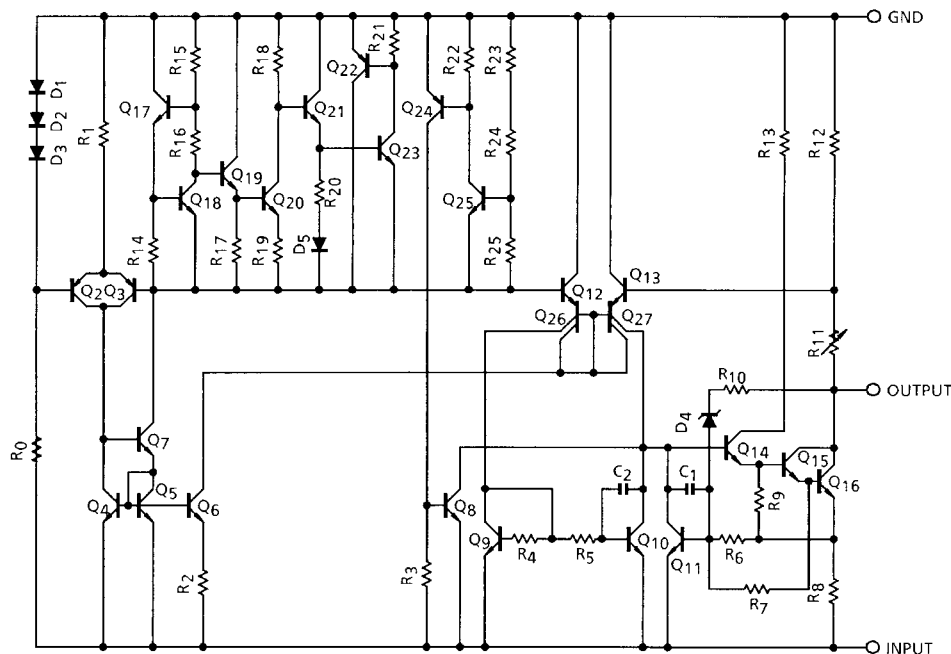 GND
R21
R15
R18
R22
R23
Q22
D1
D2
D3
R1
Q17
Q21
Q24
R13
R12
R16
R24
Q23
Q19
Q18
Q20
R20
Q25
R14
R17
R19
D5
R25
Q2
Q3
Q12
Q13
Q26
Q27
R11
R10
OUTPUT
D4
R0
Q7
Q14
Q15
Q16
Q4
Q5
Q6
Q8
C2
C1
R9
Q9
R4
R5
Q10
R6
Q11
R2
R3
R7
R8
INPUT